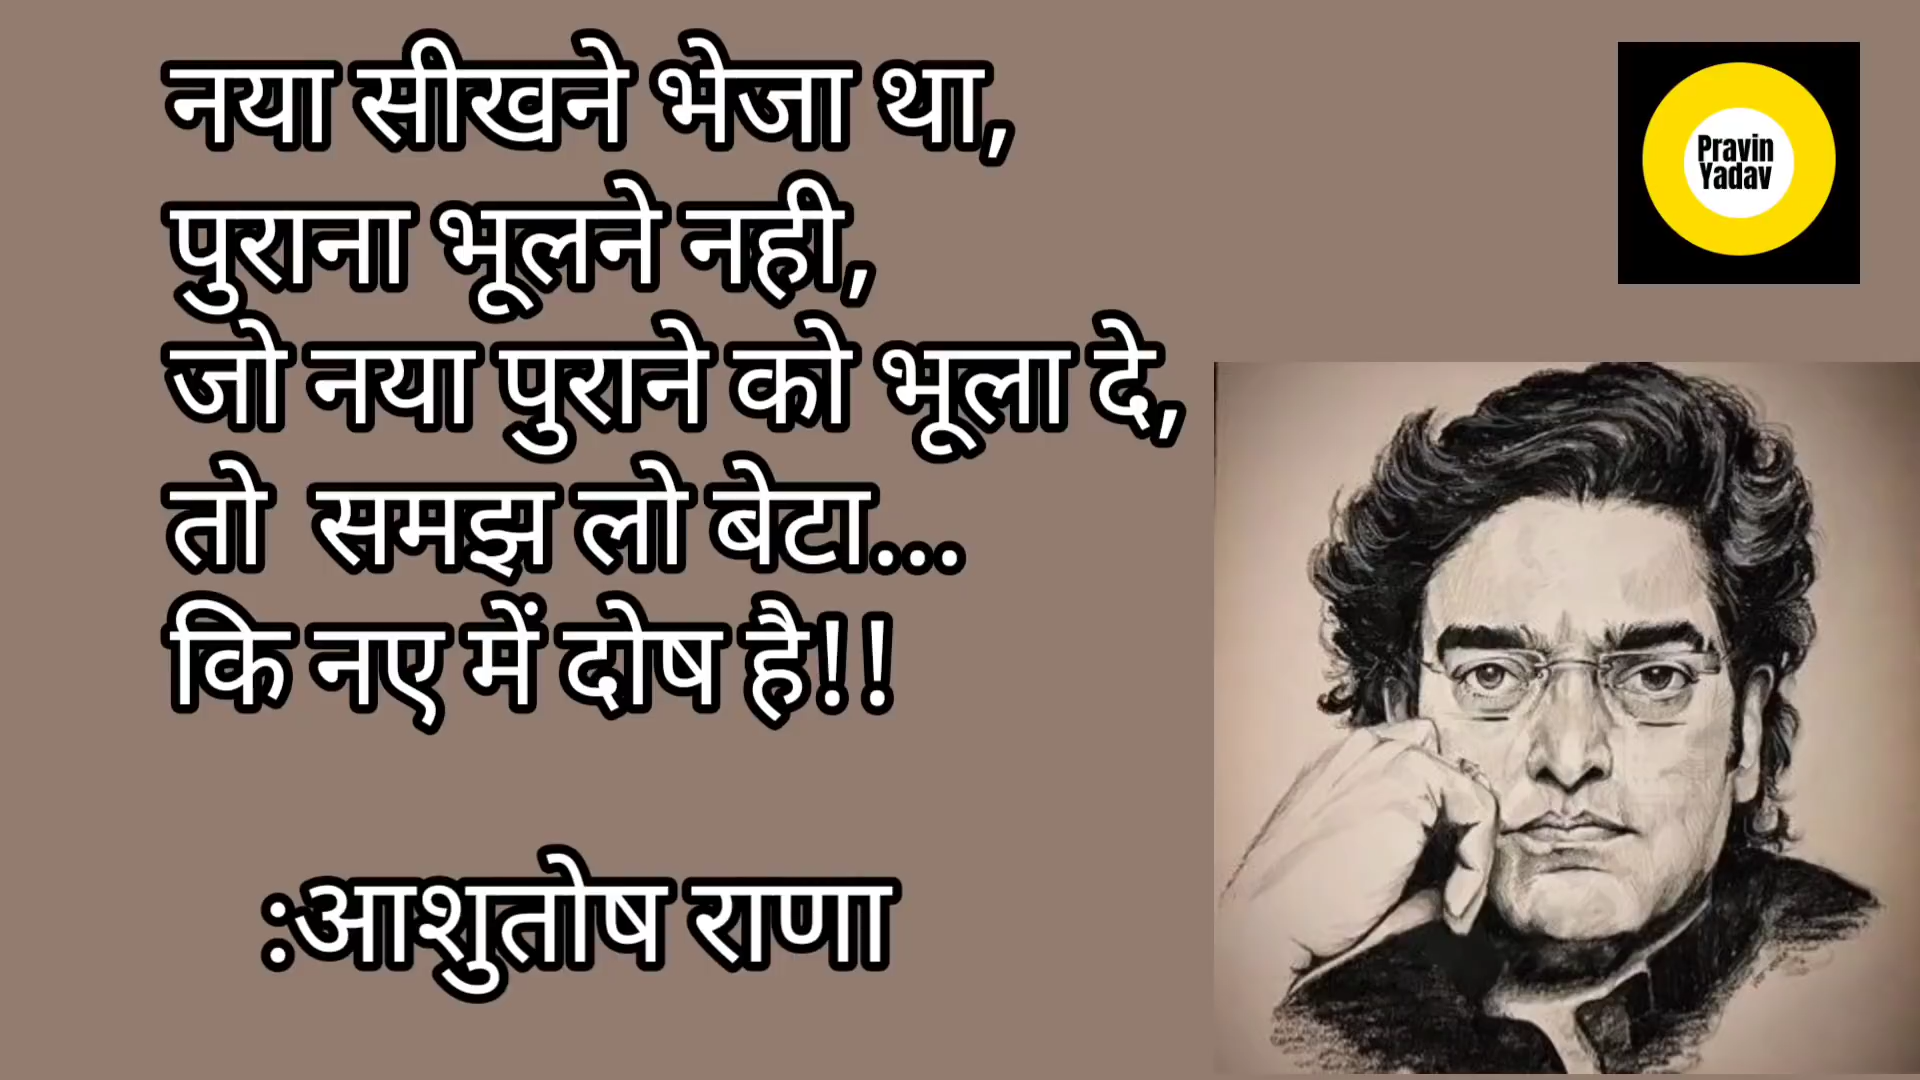 नया सीखने भेजा था,
पुराना भूलने नही,
जो नया पुराने को भूला दे,
तो समझ लो बेटा...
कि नए में दोष है!!
:आशुतोष राणा
Pravin
Yadav